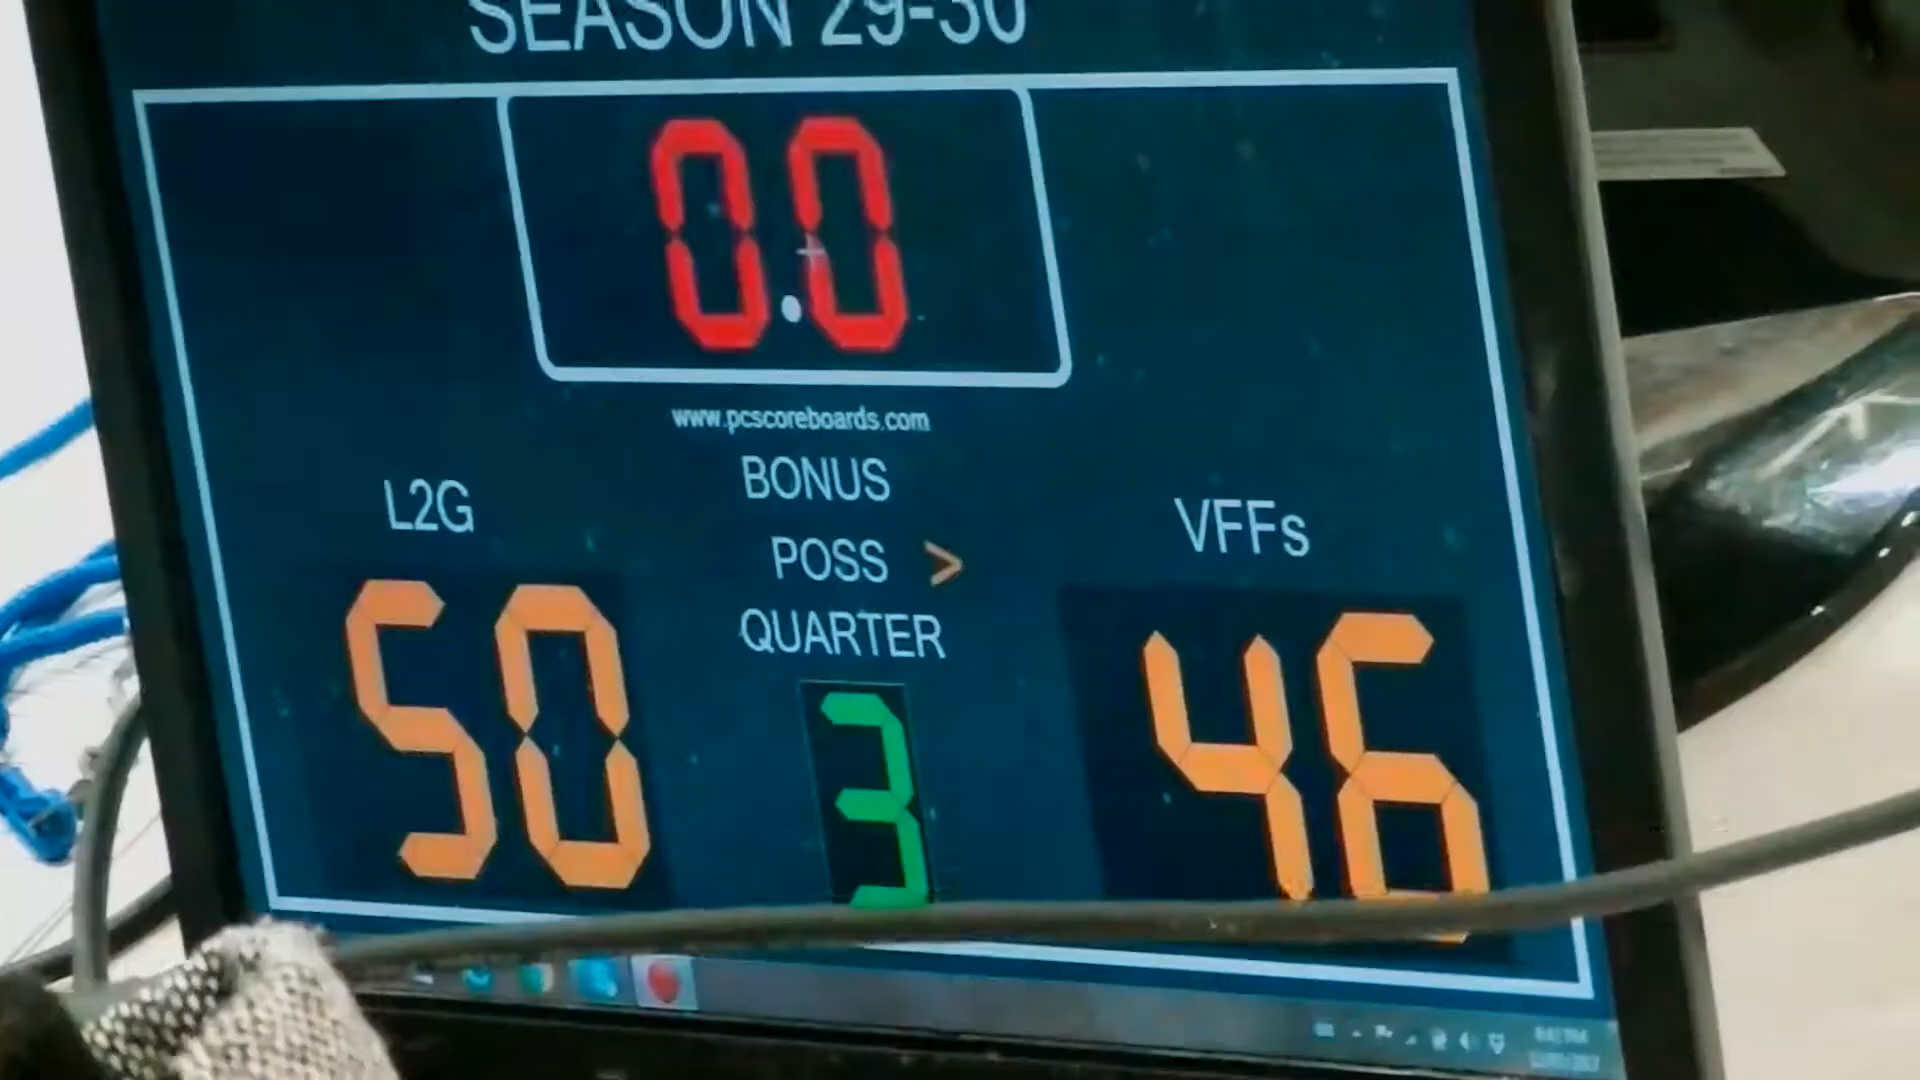 SEASON 29-30
0.0
www.pcscoreboards.com
BONUS
L2G
VFFs
POSS >
QUARTER
50
3
46